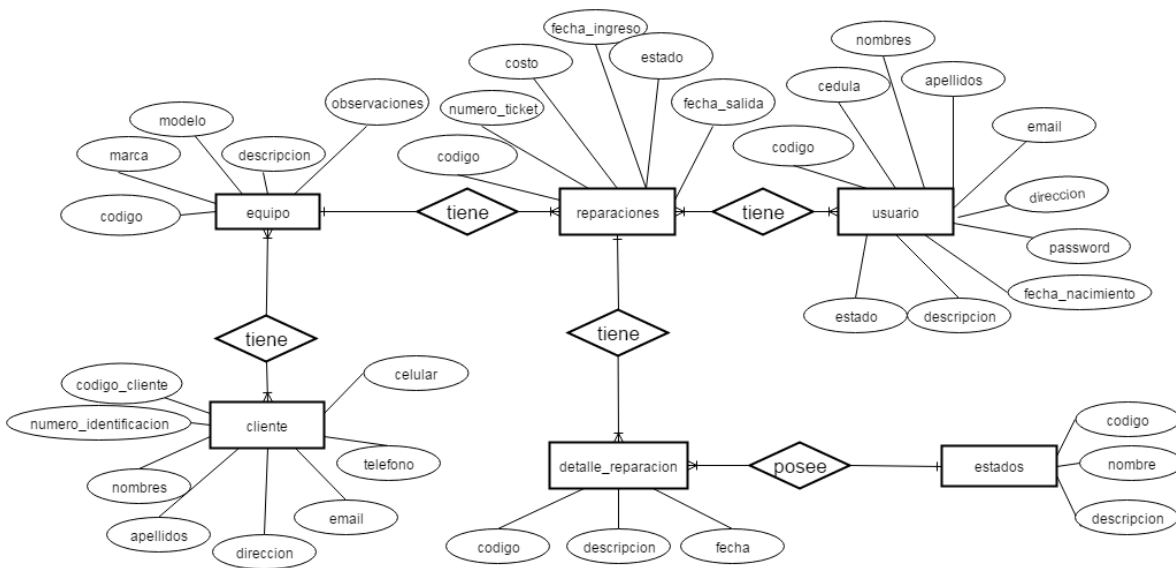 fecha_ingreso
nombres
costo
estado
apellidos
cedula
observaciones
fecha_salida
modelo
numero_ticket
email
marca
descripcion
codigo
codigo
direccion
codigo
equipo
tiene
reparaciones
tiene
usuario
password
fecha_nacimiento
estado
descripcion
tiene
tiene
celular
codigo_cliente
numero_identificacion
cliente
codigo
telefono
detalle_reparacion
posee
estados
nombre
nombres
email
descripcion
apellidos
direccion
codigo
descripcion
fecha